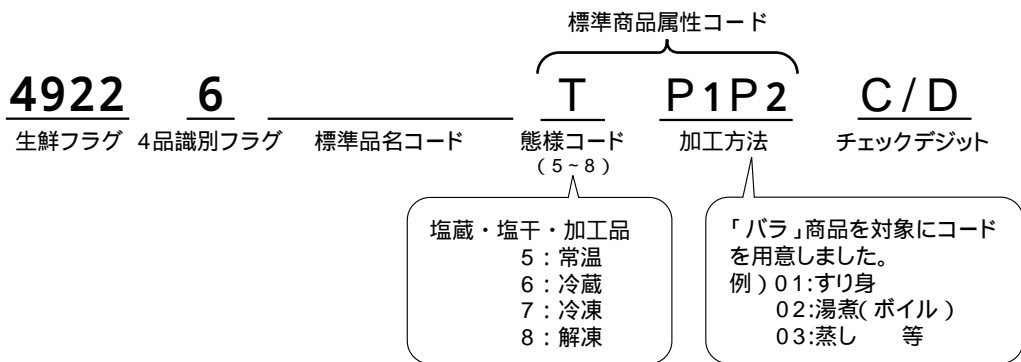 標準商品属性コード
4922 6 T P1P2 C/D
生鮮フラグ 4品識別フラグ 標準品名コード 態様コード 加工方法 チェックデジット
(5~8)
塩蔵・塩干・加工品
5:常温
6:冷蔵
7:冷凍
8:解凍
「バラ」商品を対象にコード
を用意しました。
例)01:すり身
02:湯煮(ボイル)
03:蒸し 等